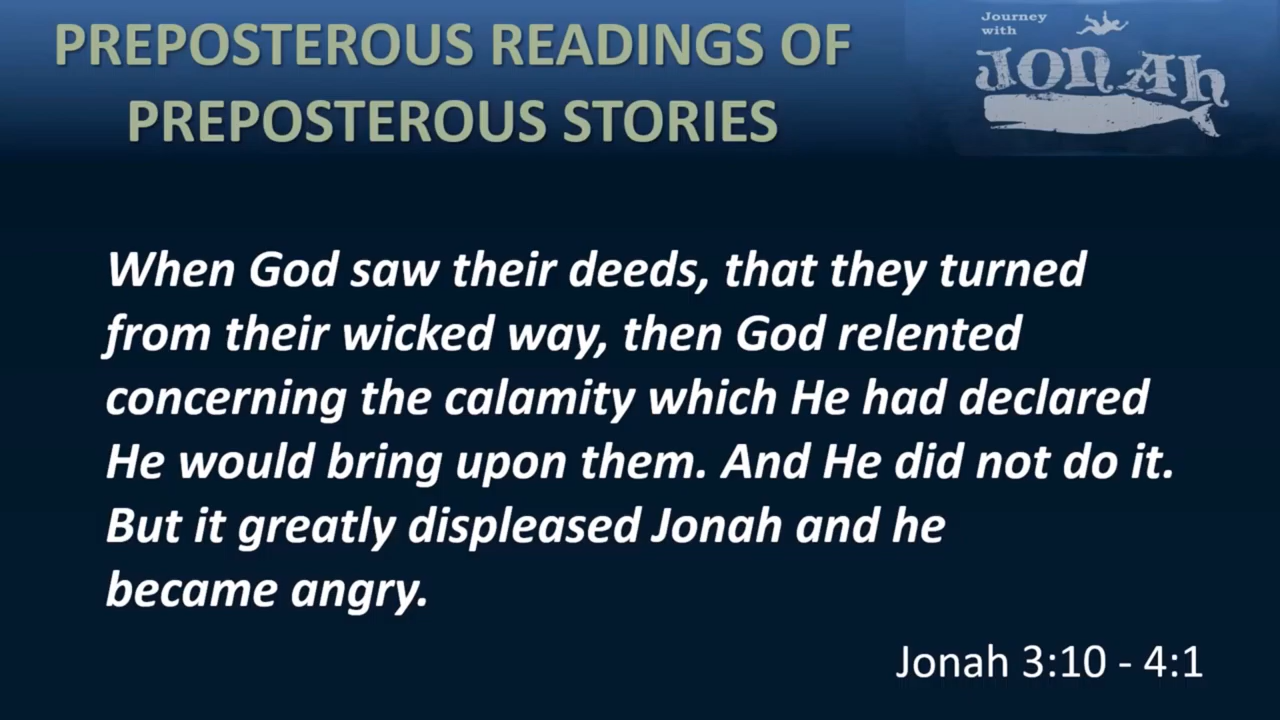 PREPOSTEROUS READINGS OF
PREPOSTEROUS STORIES
Journey
with
JONAh
When God saw their deeds, that they turned
from their wicked way, then God relented
concerning the calamity which He had declared
He would bring upon them. And He did not do it.
But it greatly displeased Jonah and he
became angry.
Jonah 3:10 - 4:1